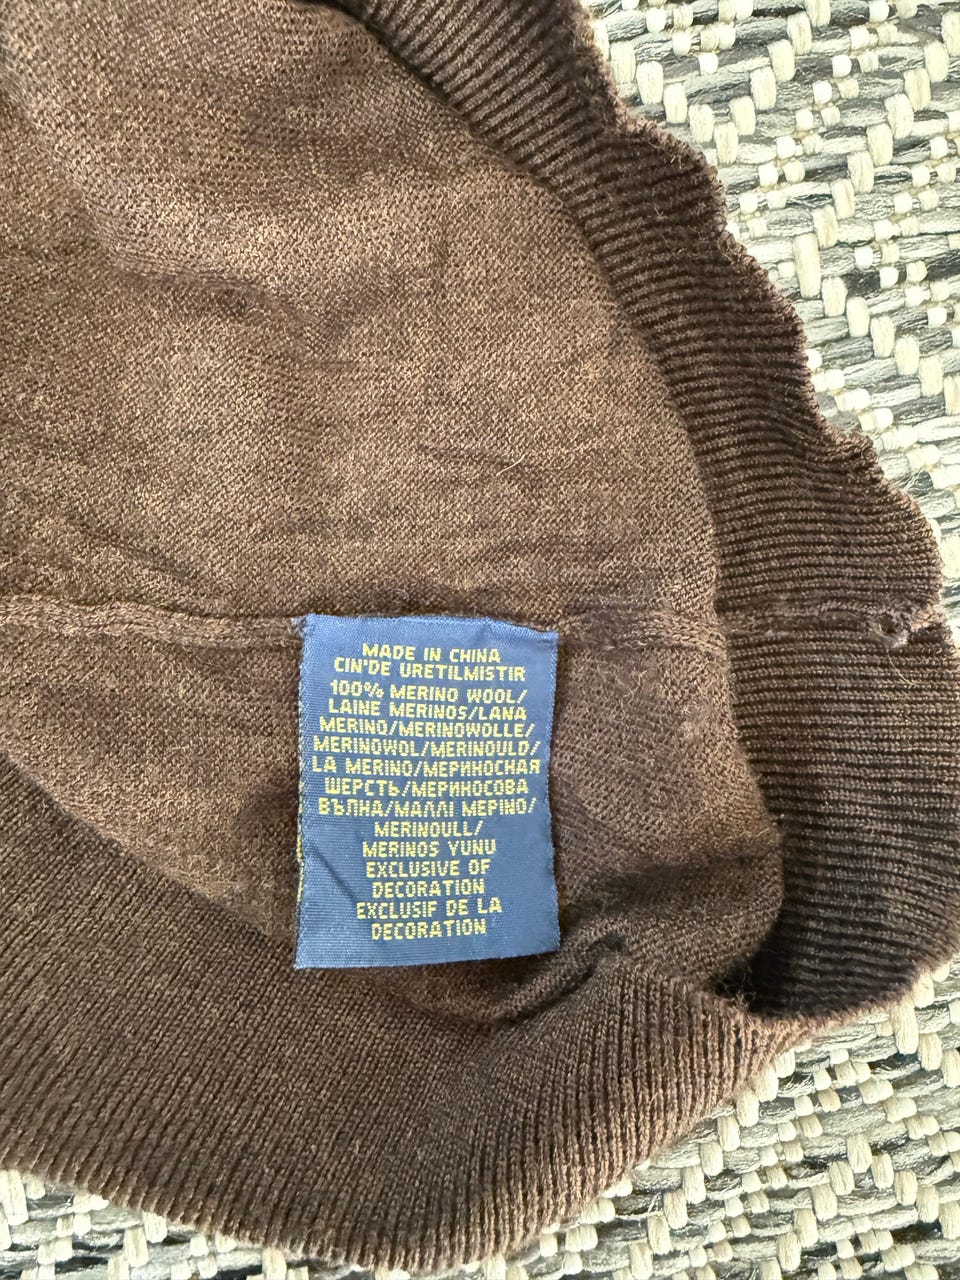 MADE IN CHINA
CIN'DE URETILMISTIR
100% MERINO WOOL/
LAINE MERINOS/LANA
MERINO/MERINOWOLLE/
MERINOWOL/MERINOULD/
LA MERINO/МЕРИНОСНАЯ
ШЕРСТЬ/МЕРИНОСОВА
ВЪЛНА/ΜΑΛΛΙ ΜΕΡΙΝΟ/
MERINOULL/
MERINOS YUNU
EXCLUSIVE OF
DECORATION
EXCLUSIF DE LA
DECORATION